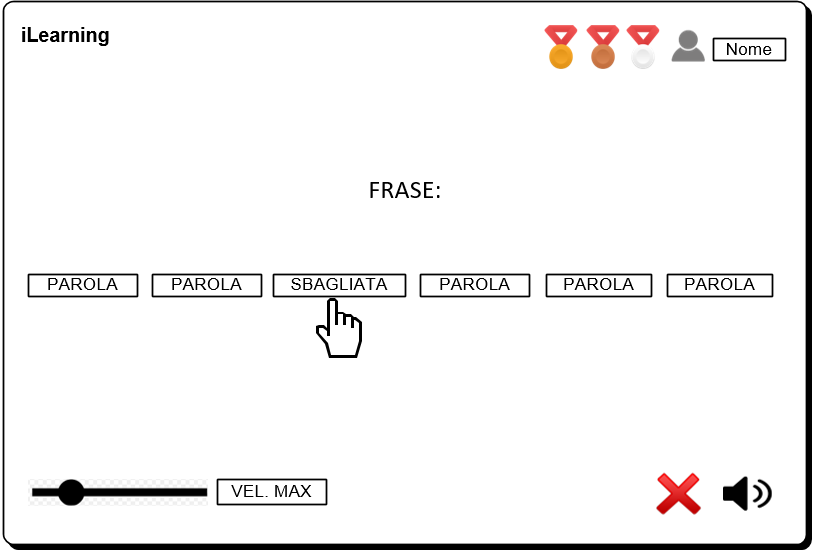 iLearning
Nome
FRASE:
PAROLA PAROLA SBAGLIATA PAROLA PAROLA PAROLA
VEL. MAX